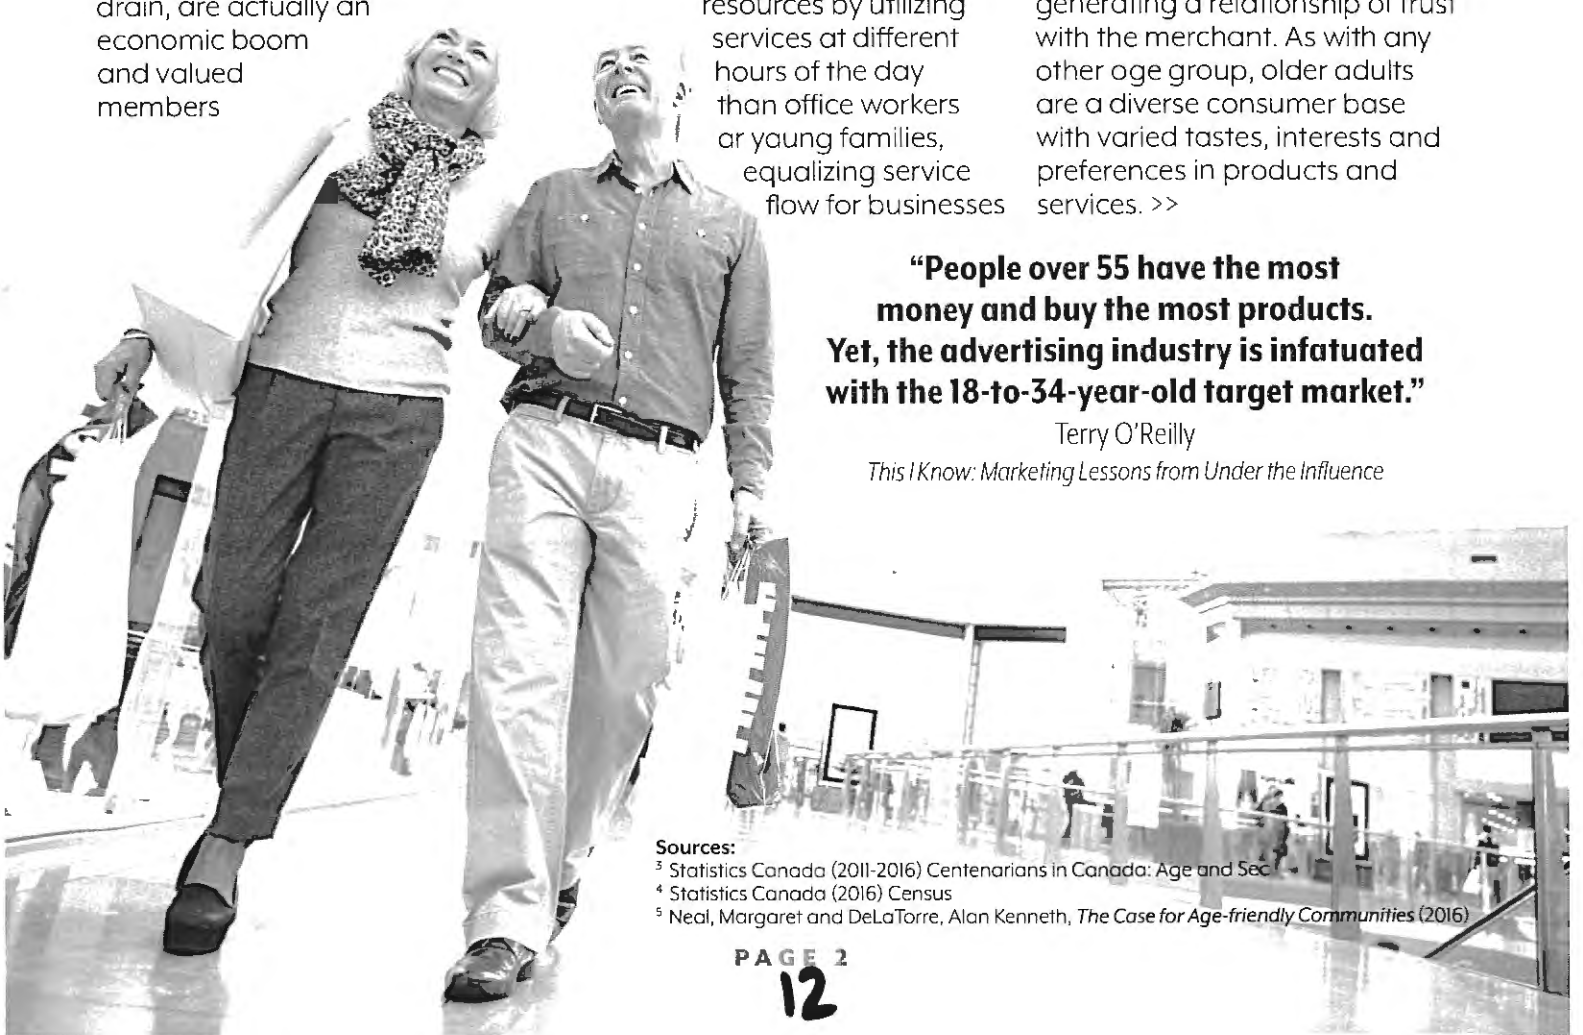 drain, are actually an
economic boom
and valued
members
resources by utilizing
services at different
hours of the day
than office workers
or young families,
equalizing service
flow for businesses
generating a relationship of trust
with the merchant. As with any
other age group, older adults
are a diverse consumer base
with varied tastes, interests and
preferences in products and
services. >>
“People over 55 have the most
money and buy the most products.
Yet, the advertising industry is infatuated
with the 18-to-34-year-old target market.”
Terry O'Reilly
This I Know: Marketing Lessons from Under the Influence
Sources:
3 Statistics Canada (2011-2016) Centenarians in Canada: Age and Sec
4 Statistics Canada (2016) Census
5 Neal, Margaret and DeLaTorre, Alan Kenneth, The Case for Age-friendly Communities (2016)
PAGE 2
12